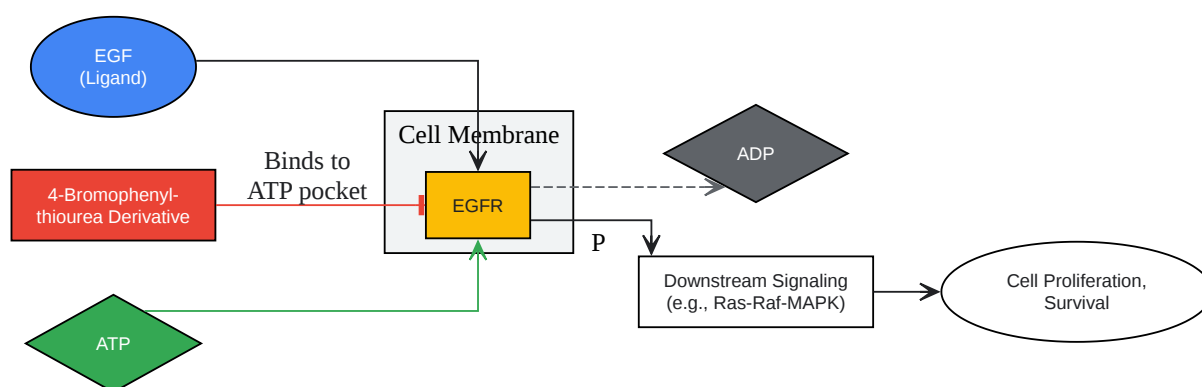 EGF
(Ligand)
Cell Membrane
ADP
Binds to
ATP pocket
4-Bromophenyl-
thiourea Derivative
EGFR
P
Downstream Signaling
(e.g., Ras-Raf-MAPK)
Cell Proliferation,
Survival
ATP